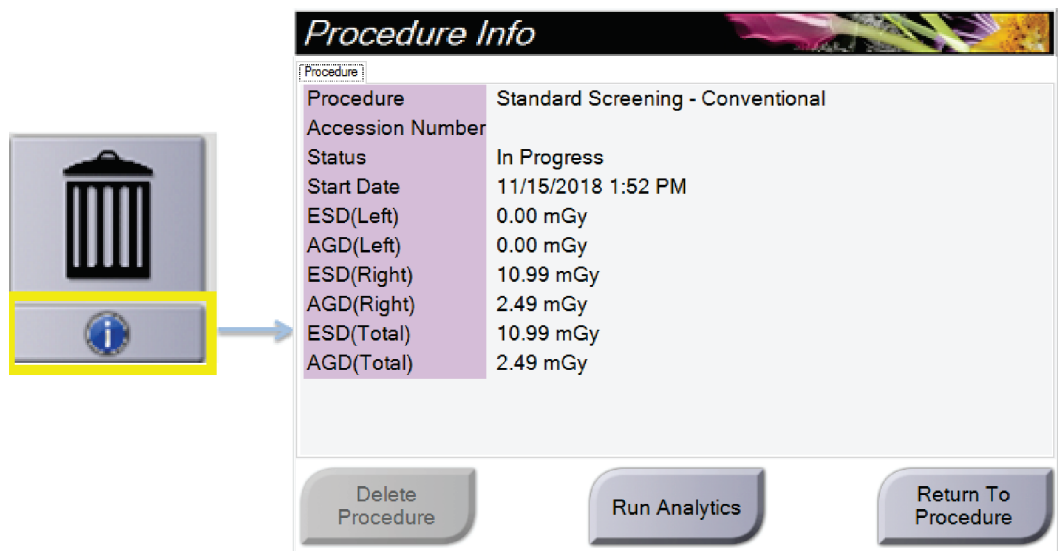 Procedure Info
Procedure
Procedure Standard Screening - Conventional
Accession Number
Status In Progress
Start Date 11/15/2018 1:52 PM
ESD(Left) 0.00 mGy
AGD(Left) 0.00 mGy
ESD(Right) 10.99 mGy
AGD(Right) 2.49 mGy
ESD(Total) 10.99 mGy
AGD(Total) 2.49 mGy
Delete
Procedure
Run Analytics
Return To
Procedure